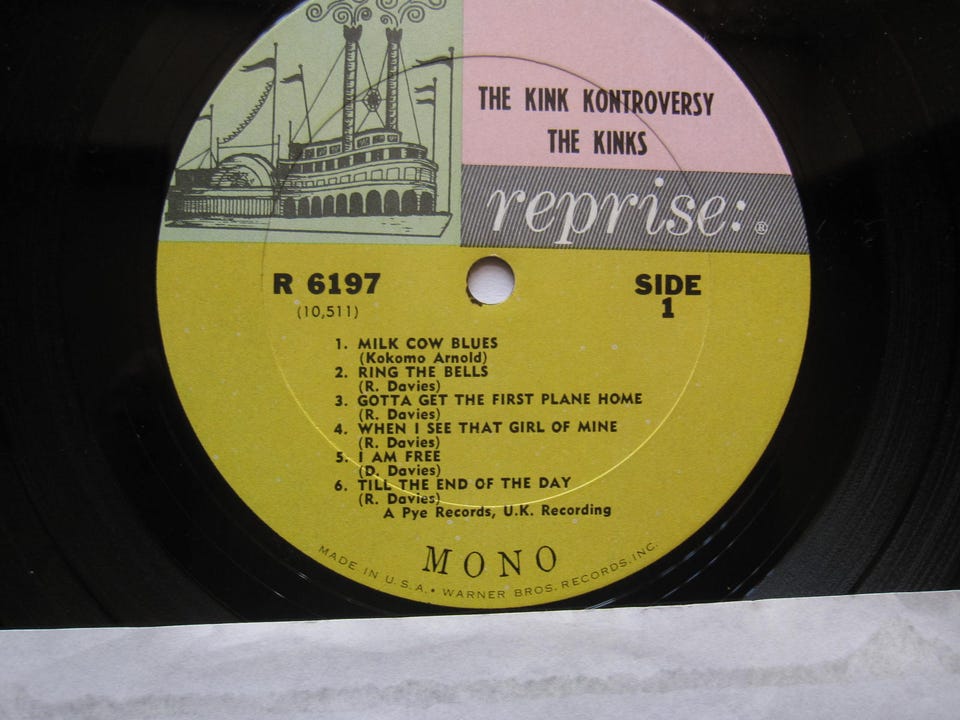 THE KINK KONTROVERSY
THE KINKS
reprise:®
R 6197
(10,511)
SIDE
1
1. MILK COW BLUES
(Kokomo Arnold)
2. RING THE BELLS
(R. Davies)
3. GOTTA GET THE FIRST PLANE HOME
(R. Davies)
4. WHEN I SEE THAT GIRL OF MINE
(R. Davies)
5. I AM FREE
(D. Davies)
6. TILL THE END OF THE DAY
(R. Davies)
A Pye Records, U.K. Recording
MONO
MADE IN U.S.A. • WARNER BROS. RECORDS, INC.